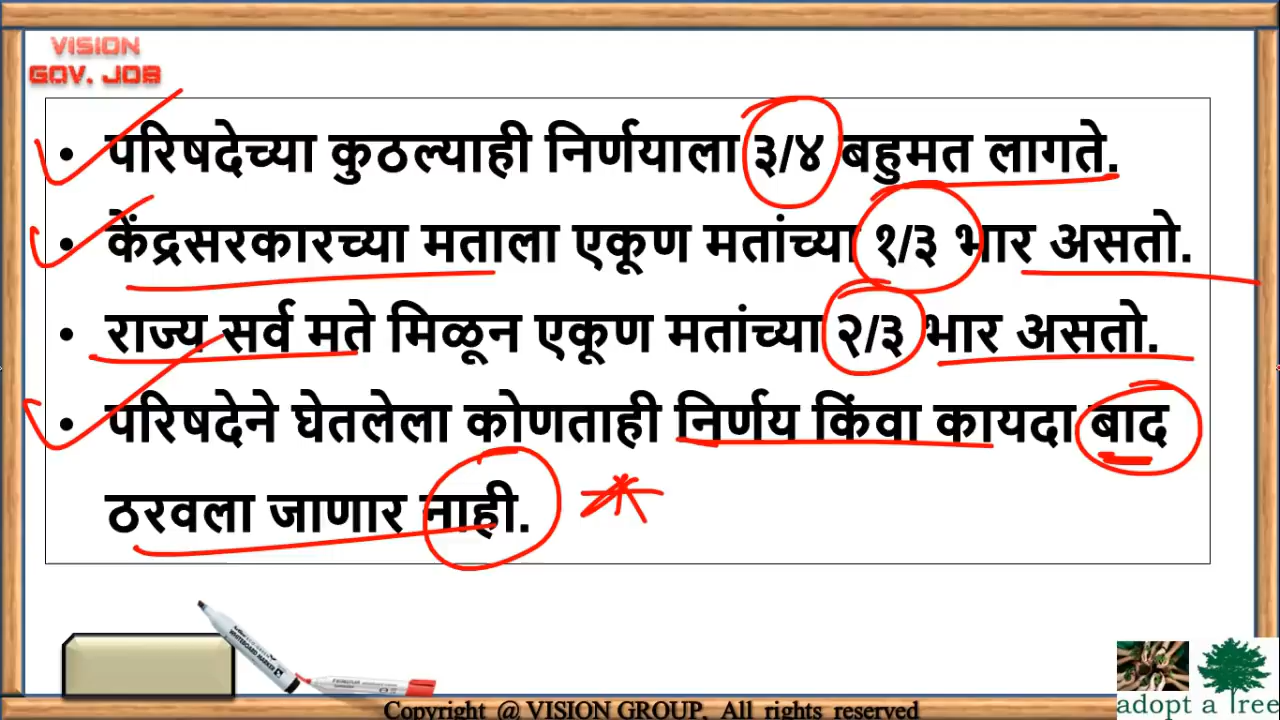 VISION
GOV. JOB
• परिषदेच्या कुठल्याही निर्णयाला ३/४ बहुमत लागते.
• केंद्रसरकारच्या मताला एकूण मतांच्या १/३ भार असतो.
• राज्य सर्व मते मिळून एकूण मतांच्या २/३ भार असतो.
• परिषदेने घेतलेला कोणताही निर्णय किंवा कायदा बाद
ठरवला जाणार नाही.
WHITEBOARD MARKER
adopt a Tree
Copyright @ VISION GROUP. All rights reserved